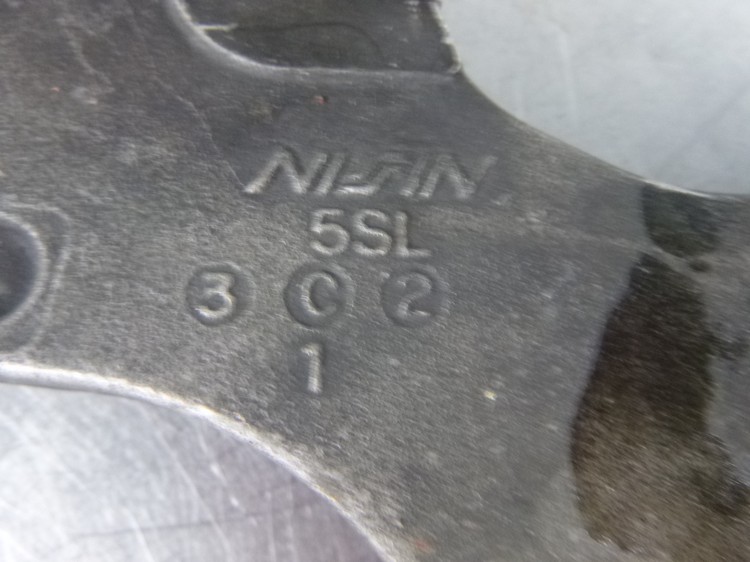 NISSIN
5SL
3 C 2
1